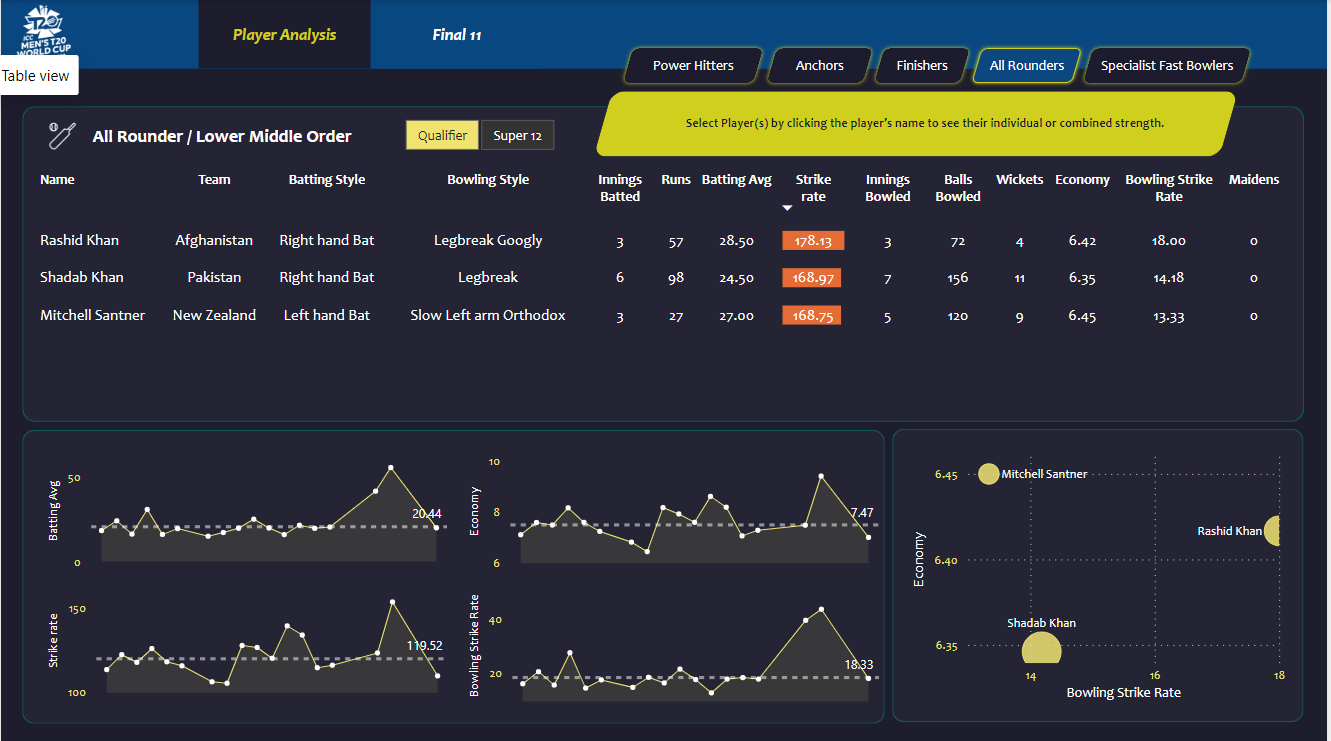 ICC
T20
MEN'S T20
WORLD CUP
Table view
Player Analysis
Final 11
Power Hitters
Anchors
Finishers
All Rounders
Specialist Fast Bowlers
Select Player(s) by clicking the player's name to see their individual or combined strength.
All Rounder / Lower Middle Order
Qualifier
Super 12
Name Team Batting Style Bowling Style Innings Batted Runs Batting Avg Strike rate Innings Bowled Balls Bowled Wickets Economy Bowling Strike Rate Maidens
Rashid Khan Afghanistan Right hand Bat Legbreak Googly 3 57 28.50 178.13 3 72 4 6.42 18.00 0
Shadab Khan Pakistan Right hand Bat Legbreak 6 98 24.50 168.97 7 156 11 6.35 14.18 0
Mitchell Santner New Zealand Left hand Bat Slow Left arm Orthodox 3 27 27.00 168.75 5 120 9 6.45 13.33 0
Batting Avg
50
0
20.44
Economy
10
8
6
7.47
Strike rate
150
100
119.52
Bowling Strike Rate
40
20
18.33
Economy
6.45
6.40
6.35
Mitchell Santner
Rashid Khan
Shadab Khan
14 16 18
Bowling Strike Rate